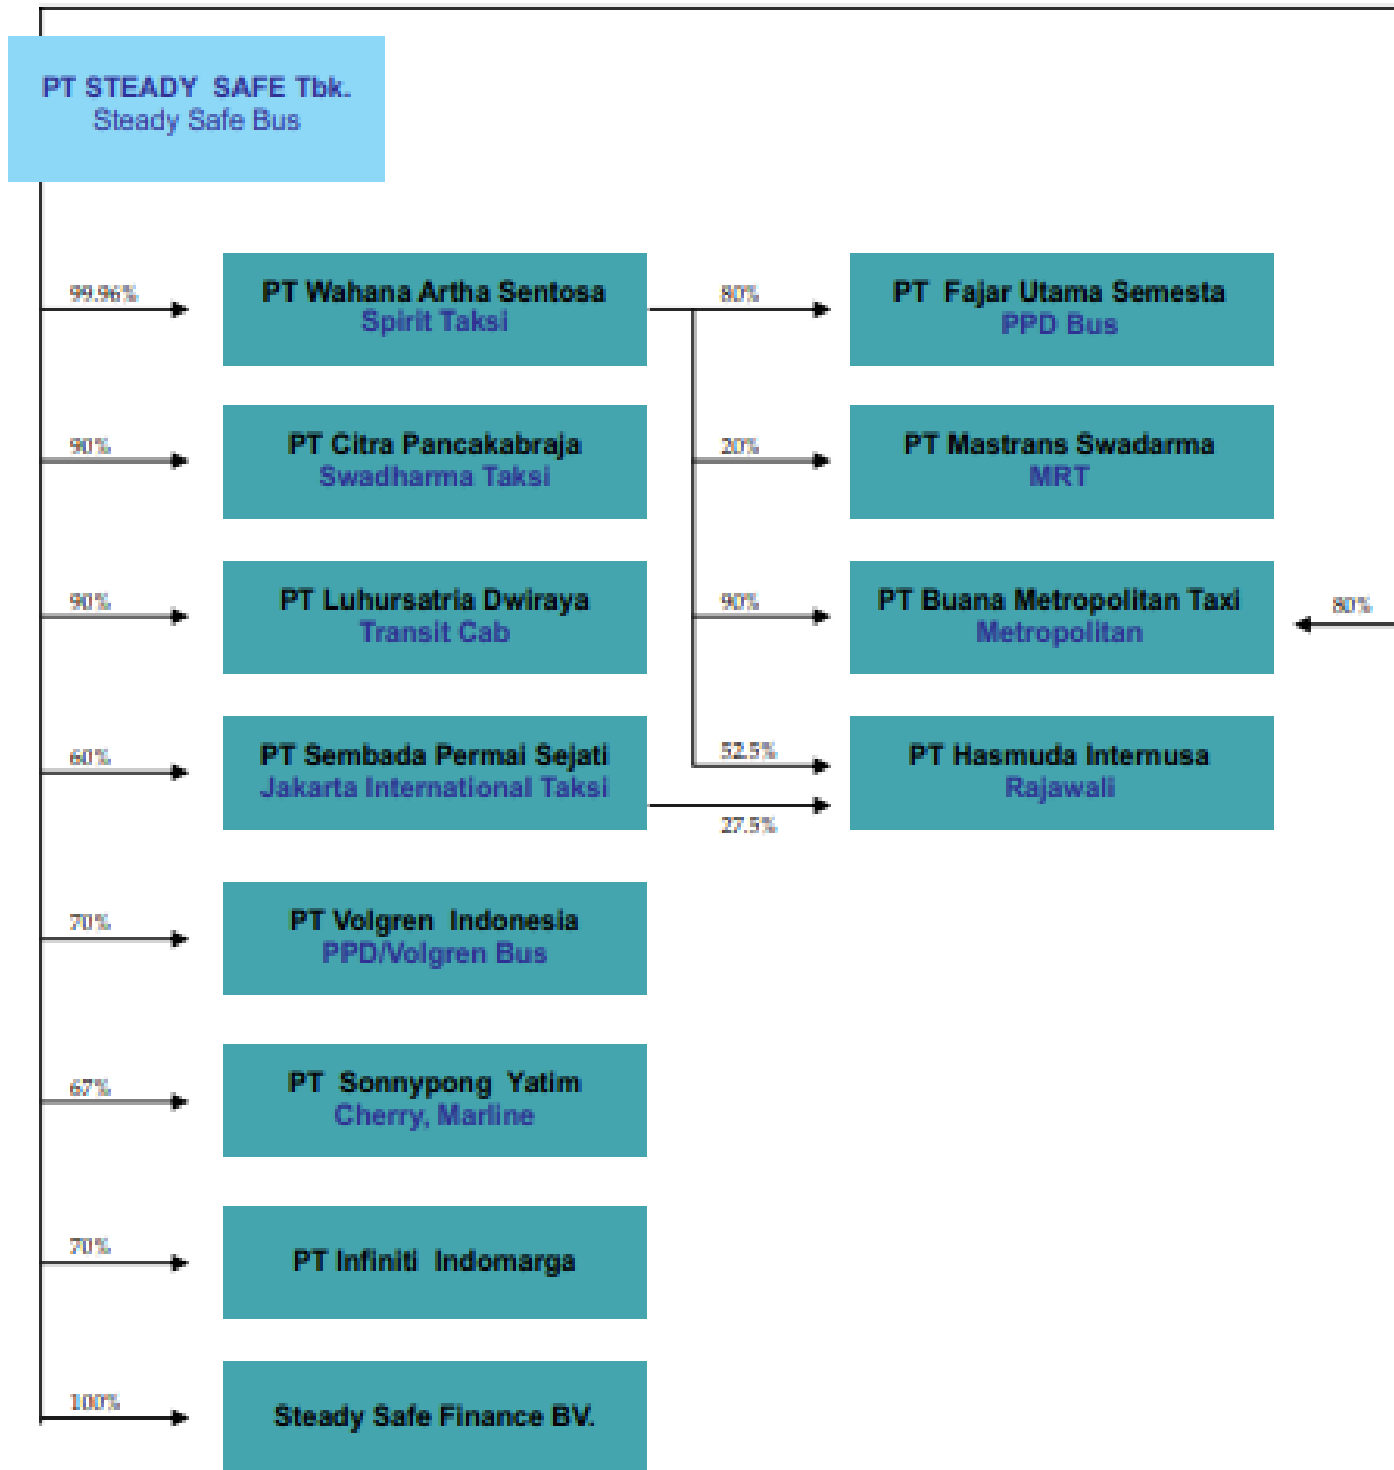 PT STEADY SAFE Tbk.
Steady Safe Bus
99.96%
PT Wahana Artha Sentosa
Spirit Taksi
80%
PT Fajar Utama Semesta
PPD Bus
90%
PT Citra Pancakabraja
Swadharma Taksi
20%
PT Mastrans Swadarma
MRT
90%
PT Luhursatria Dwiraya
Transit Cab
90%
PT Buana Metropolitan Taxi
Metropolitan
80%
60%
PT Sembada Permai Sejati
Jakarta International Taksi
52.5%
27.5%
PT Hasmuda Internusa
Rajawali
70%
PT Volgren Indonesia
PPD/Volgren Bus
67%
PT Sonnypong Yatim
Cherry, Marline
70%
PT Infiniti Indomarga
100%
Steady Safe Finance BV.